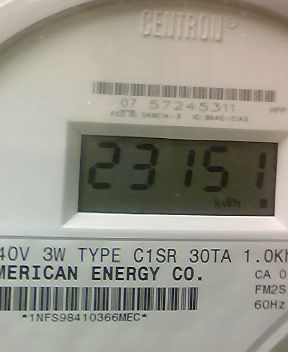 CENTRON®
07 57245311
23151
kWh
40V 3W TYPE C1SR 30TA 1.0K
MERICAN ENERGY CO.
CA 0
FM2S
60Hz
*1NFS98410366MEC*